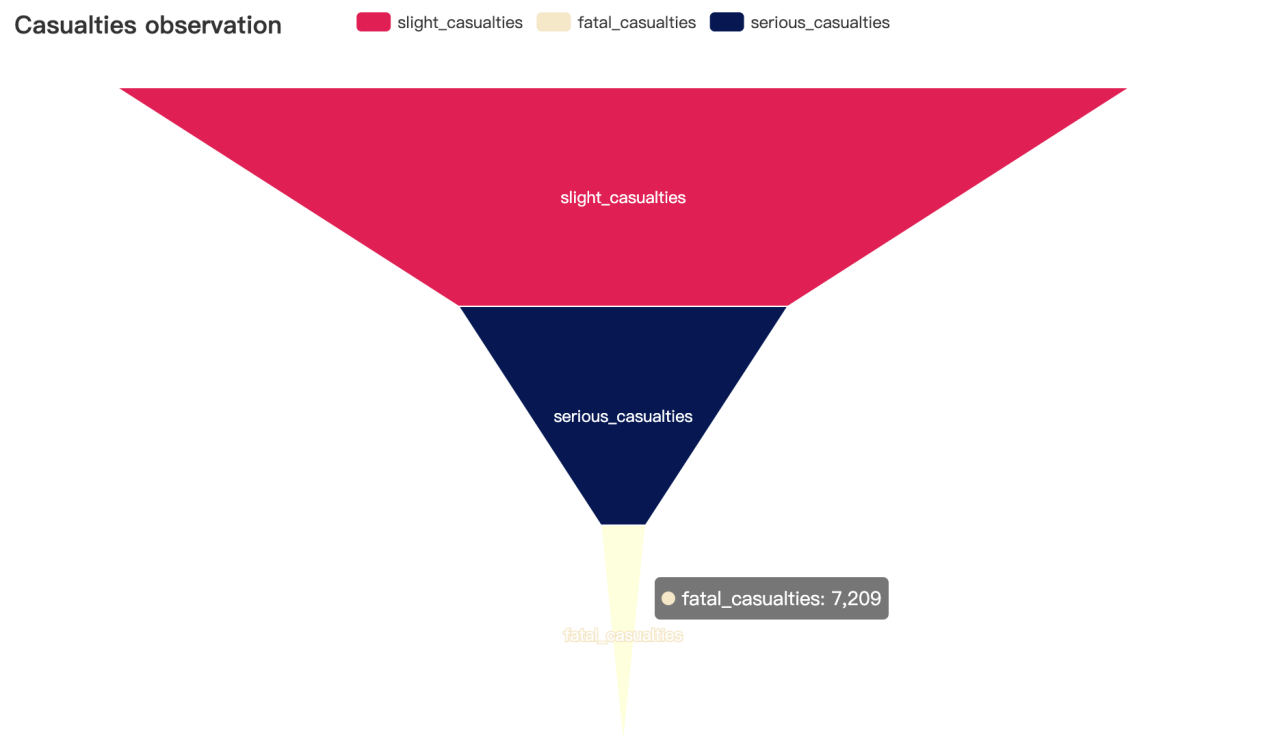 Casualties observation
slight_casualties
fatal_casualties
serious_casualties
slight_casualties
serious_casualties
fatal_casualties: 7,209
fatal_casualties